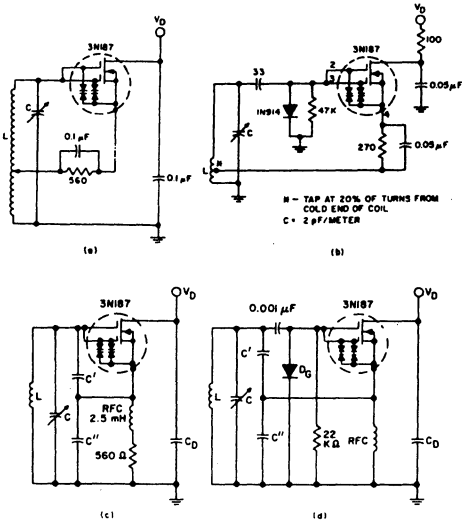 VD
3N187
L
C
0.1µF
560
0.1µF
(a)
VD
100
3N187
33
2
3
0.05µF
1N914
47K
4
C
270
0.05µF
L
N
N - TAP AT 20% OF TURNS FROM
COLD END OF COIL
C = 2 pF/METER
(b)
VD
3N187
C'
L
C
RFC
2.5 mH
C''
560 Ω
CD
(c)
VD
3N187
0.001 µF
C'
DG
L
C
C''
22
KΩ
RFC
CD
(d)